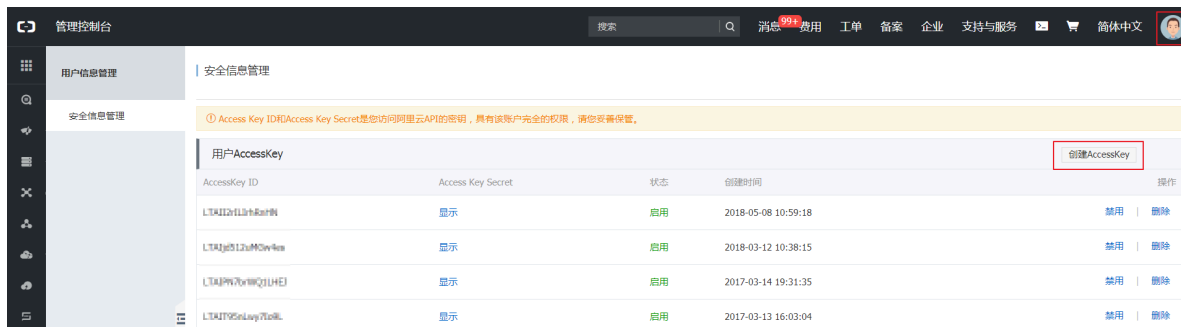 管理控制台
搜索
消息 99+ 费用 工单 备案 企业 支持与服务 简体中文
用户信息管理
安全信息管理
安全信息管理
Access Key ID和Access Key Secret是您访问阿里云API的密钥，具有该账户完全的权限，请您妥善保管。
用户AccessKey 创建AccessKey
AccessKey ID Access Key Secret 状态 创建时间 操作
显示 启用 2018-05-08 10:59:18 禁用 | 删除
显示 启用 2018-03-12 10:38:15 禁用 | 删除
显示 启用 2017-03-14 19:31:35 禁用 | 删除
显示 启用 2017-03-13 16:03:04 禁用 | 删除